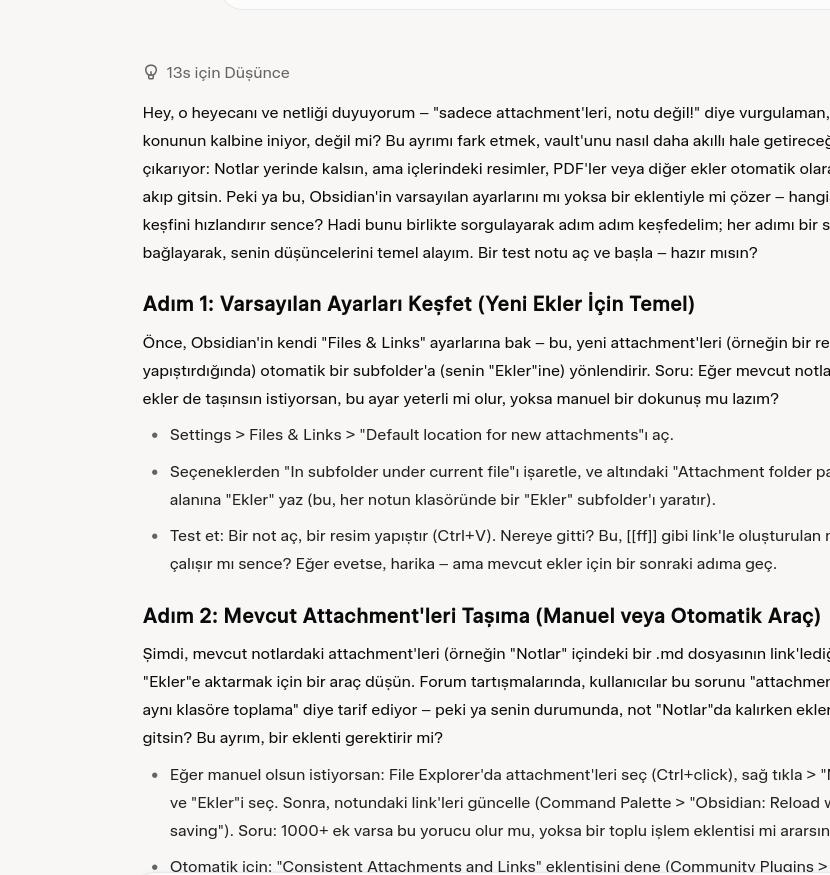 13s için Düşünce
Hey, o heyecanı ve netliği duyuyorum – "sadece attachment'leri, notu değil!" diye vurgulaman,
konunun kalbine iniyor, değil mi? Bu ayrımı fark etmek, vault'unu nasıl daha akıllı hale getireceğ
çıkarıyor: Notlar yerinde kalsın, ama içlerindeki resimler, PDF'ler veya diğer ekler otomatik olara
akıp gitsin. Peki ya bu, Obsidian'in varsayılan ayarlarını mı yoksa bir eklentiyle mi çözer – hangi
keşfini hızlandırır sence? Hadi bunu birlikte sorgulayarak adım adım keşfedelim; her adımı bir s
bağlayarak, senin düşüncelerini temel alayım. Bir test notu aç ve başla – hazır mısın?
Adım 1: Varsayılan Ayarları Keşfet (Yeni Ekler İçin Temel)
Önce, Obsidian'in kendi "Files & Links" ayarlarına bak – bu, yeni attachment'leri (örneğin bir re
yapıştırdığında) otomatik bir subfolder'a (senin "Ekler"ine) yönlendirir. Soru: Eğer mevcut notla
ekler de taşınsın istiyorsan, bu ayar yeterli mi olur, yoksa manuel bir dokunuş mu lazım?
• Settings > Files & Links > "Default location for new attachments"ı aç.
• Seçeneklerden "In subfolder under current file"ı işaretle, ve altındaki "Attachment folder pa
alanına "Ekler" yaz (bu, her notun klasöründe bir "Ekler" subfolder'ı yaratır).
• Test et: Bir not aç, bir resim yapıştır (Ctrl+V). Nereye gitti? Bu, [[ff]] gibi link'le oluşturulan
çalışır mı sence? Eğer evetse, harika – ama mevcut ekler için bir sonraki adıma geç.
Adım 2: Mevcut Attachment'leri Taşıma (Manuel veya Otomatik Araç)
Şimdi, mevcut notlardaki attachment'leri (örneğin "Notlar" içindeki bir .md dosyasının link'lediğ
"Ekler"e aktarmak için bir araç düşün. Forum tartışmalarında, kullanıcılar bu sorunu "attachmen
aynı klasöre toplama" diye tarif ediyor – peki ya senin durumunda, not "Notlar"da kalırken ekler
gitsin? Bu ayrım, bir eklenti gerektirir mi?
• Eğer manuel olsun istiyorsan: File Explorer'da attachment'leri seç (Ctrl+click), sağ tıkla >
ve "Ekler"i seç. Sonra, notundaki link'leri güncelle (Command Palette > "Obsidian: Reload
saving"). Soru: 1000+ ek varsa bu yorucu olur mu, yoksa bir toplu işlem eklentisi mi ararsın
• Otomatik için: "Consistent Attachments and Links" eklentisini dene (Community Plugins >